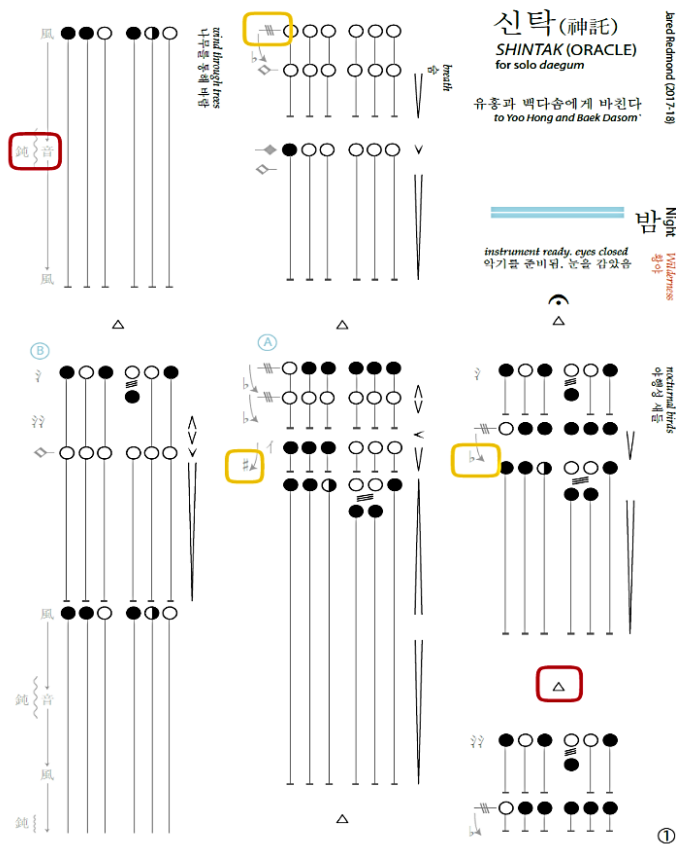 신탁(神託)
SHINTAK (ORACLE)
for solo daegum
Jared Redmond (2017-18)
유홍과 백다솜에게 바친다
to Yoo Hong and Baek Dasom
밤
Night
Wilderness
황야
instrument ready. eyes closed
악기를 준비됨. 눈을 감았음
nocturnal birds
야행성 새들
①
breath
숨
A
wind through trees
나무를 통해 바람
風
鈍 音
風
B
風
鈍 音
風
鈍